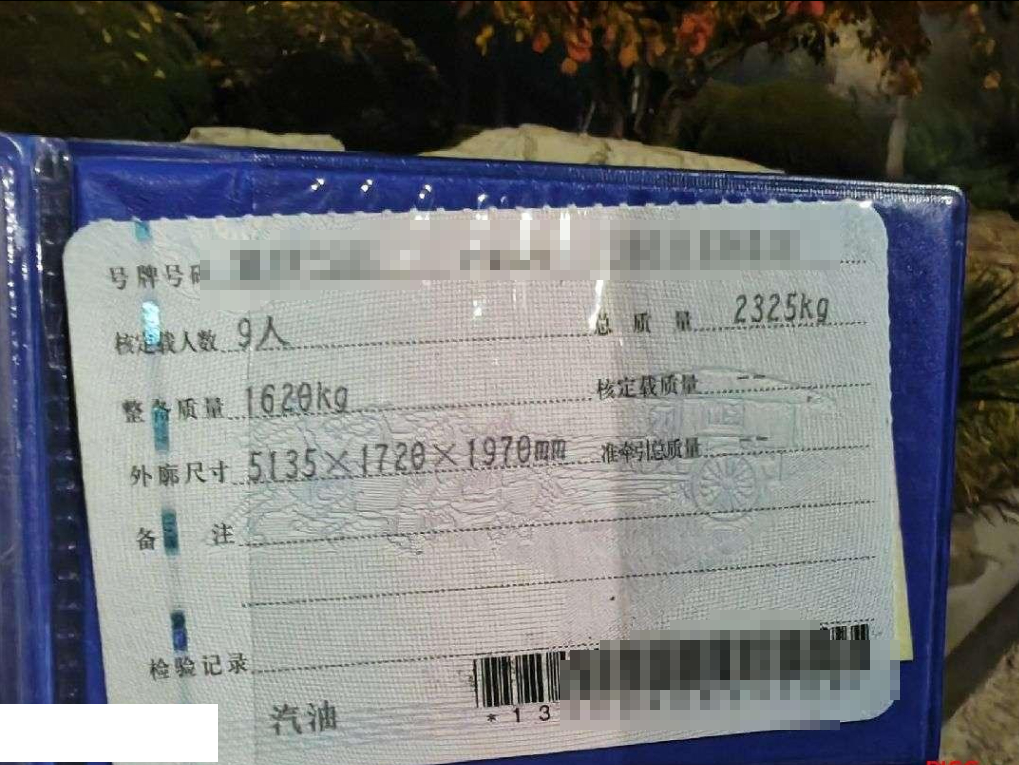 号牌号码
核定载人数 9人 总质量 2325kg
整备质量 1620kg 核定载质量 --
外廓尺寸 5135×1720×1970mm 准牵引总质量 --
备注
检验记录
汽油
*13